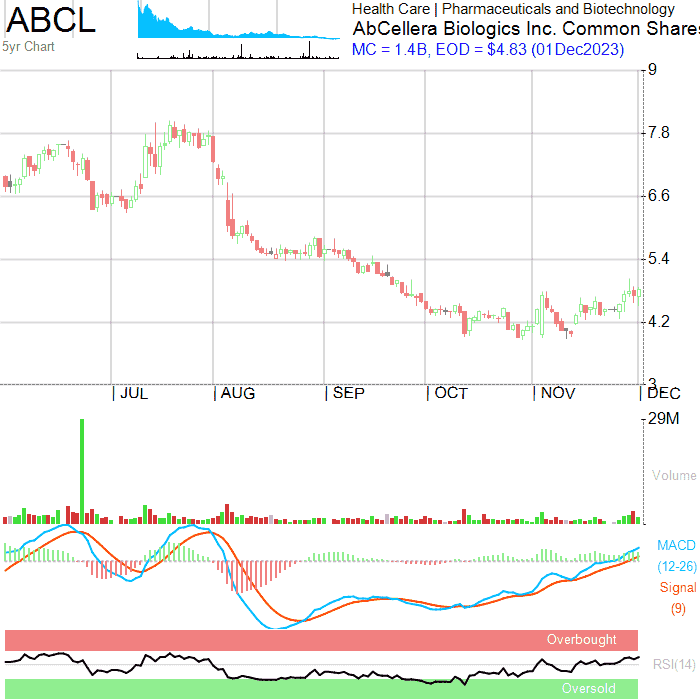 ABCL
5yr Chart
Health Care | Pharmaceuticals and Biotechnology
AbCellera Biologics Inc. Common Shares
MC = 1.4B, EOD = $4.83 (01Dec2023)
9
7.8
6.6
5.4
4.2
3
JUL AUG SEP OCT NOV DEC
29M
Volume
MACD
(12-26)
Signal
(9)
Overbought
RSI(14)
Oversold